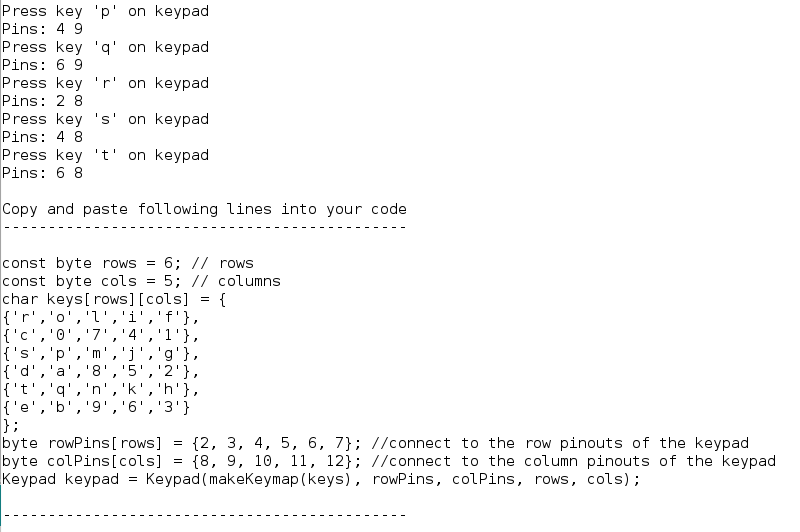 Press key 'p' on keypad
Pins: 4 9
Press key 'q' on keypad
Pins: 6 9
Press key 'r' on keypad
Pins: 2 8
Press key 's' on keypad
Pins: 4 8
Press key 't' on keypad
Pins: 6 8
Copy and paste following lines into your code
---------------------------------------------
const byte rows = 6; // rows
const byte cols = 5; // columns
char keys[rows][cols] = {
{'r','o','l','i','f'},
{'c','0','7','4','1'},
{'s','p','m','j','g'},
{'d','a','8','5','2'},
{'t','q','n','k','h'},
{'e','b','9','6','3'}
};
byte rowPins[rows] = {2, 3, 4, 5, 6, 7}; //connect to the row pinouts of the keypad
byte colPins[cols] = {8, 9, 10, 11, 12}; //connect to the column pinouts of the keypad
Keypad keypad = Keypad(makeKeymap(keys), rowPins, colPins, rows, cols);
---------------------------------------------